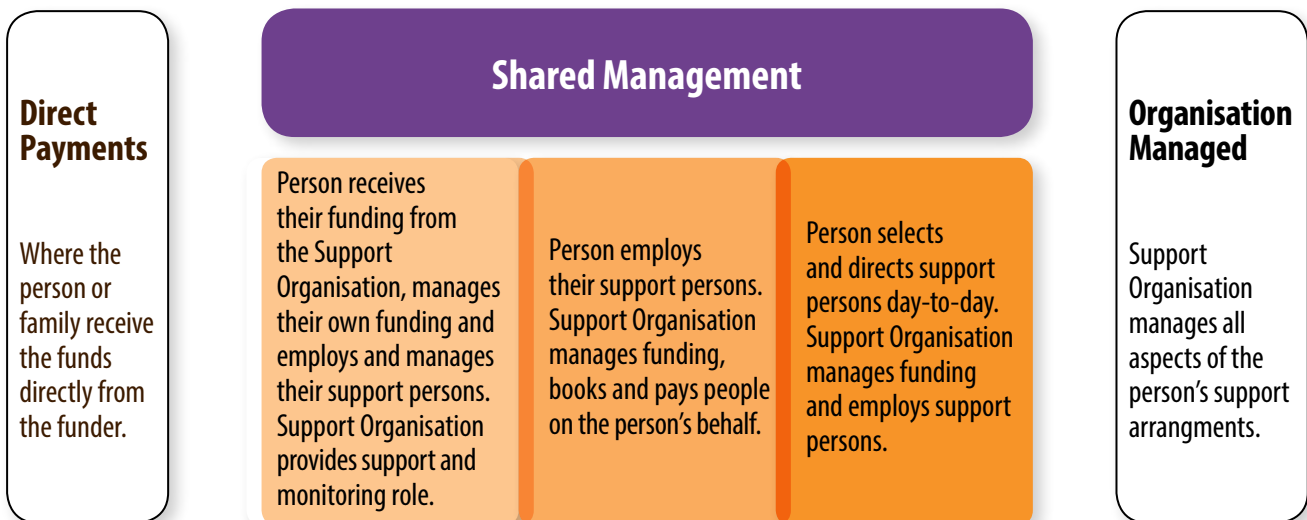 Direct
Payments
Where the
person or
family receive
the funds
directly from
the funder.
Shared Management
Person receives
their funding from
the Support
Organisation, manages
their own funding and
employs and manages
their support persons.
Support Organisation
provides support and
monitoring role.
Person employs
their support persons.
Support Organisation
manages funding,
books and pays people
on the person’s behalf.
Person selects
and directs support
persons day-to-day.
Support Organisation
manages funding
and employs support
persons.
Organisation
Managed
Support
Organisation
manages all
aspects of the
person’s support
arrangments.